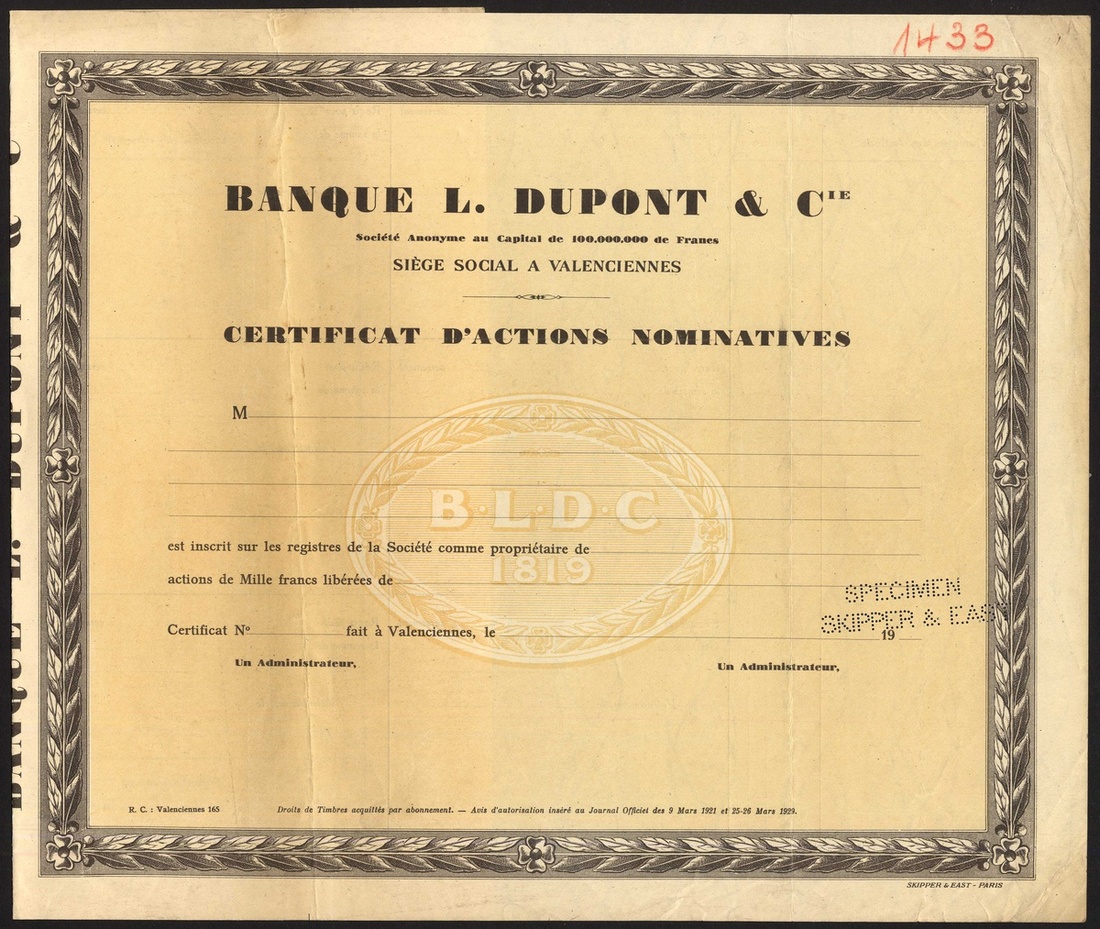 1433
BANQUE L. DUPONT & CIE
Société Anonyme au Capital de 100.000.000 de Francs
SIÈGE SOCIAL A VALENCIENNES
CERTIFICAT D'ACTIONS NOMINATIVES
M
B·L·D·C
est inscrit sur les registres de la Société comme propriétaire de
1819
actions de Mille francs libérées de
SPECIMEN
SKIPPER & EAST
Certificat No fait à Valenciennes, le 19
Un Administrateur, Un Administrateur,
R. C. : Valenciennes 165 Droits de Timbres acquittés par abonnement. — Avis d'autorisation inséré au Journal Officiel des 9 Mars 1921 et 25-26 Mars 1929.
SKIPPER & EAST - PARIS
BANQUE L. DUPONT &